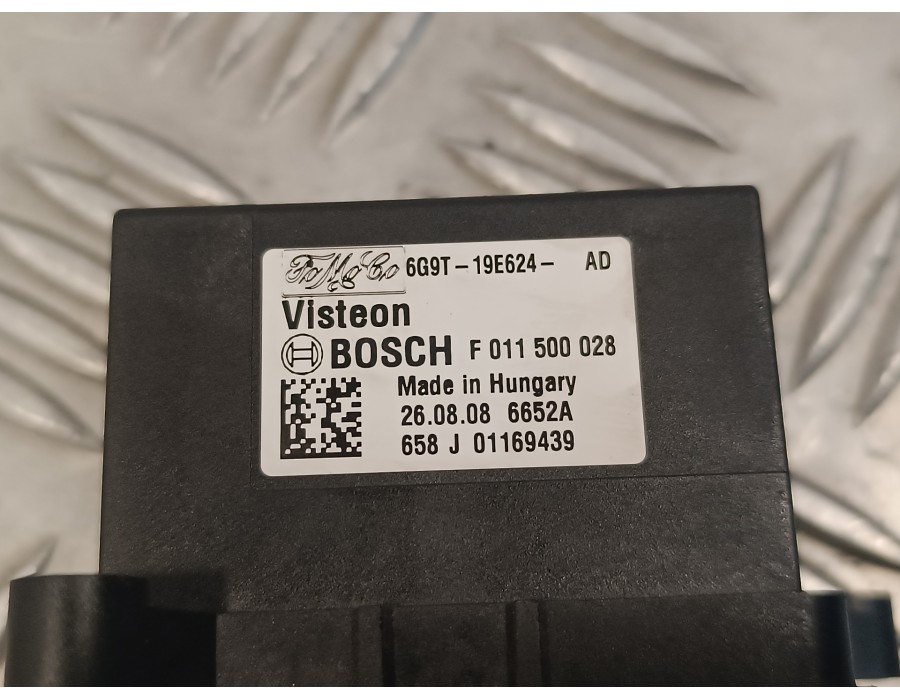 FoMoCo 6G9T-19E624- AD
Visteon
BOSCH F 011 500 028
Made in Hungary
26.08.08 6652A
658 J 01169439